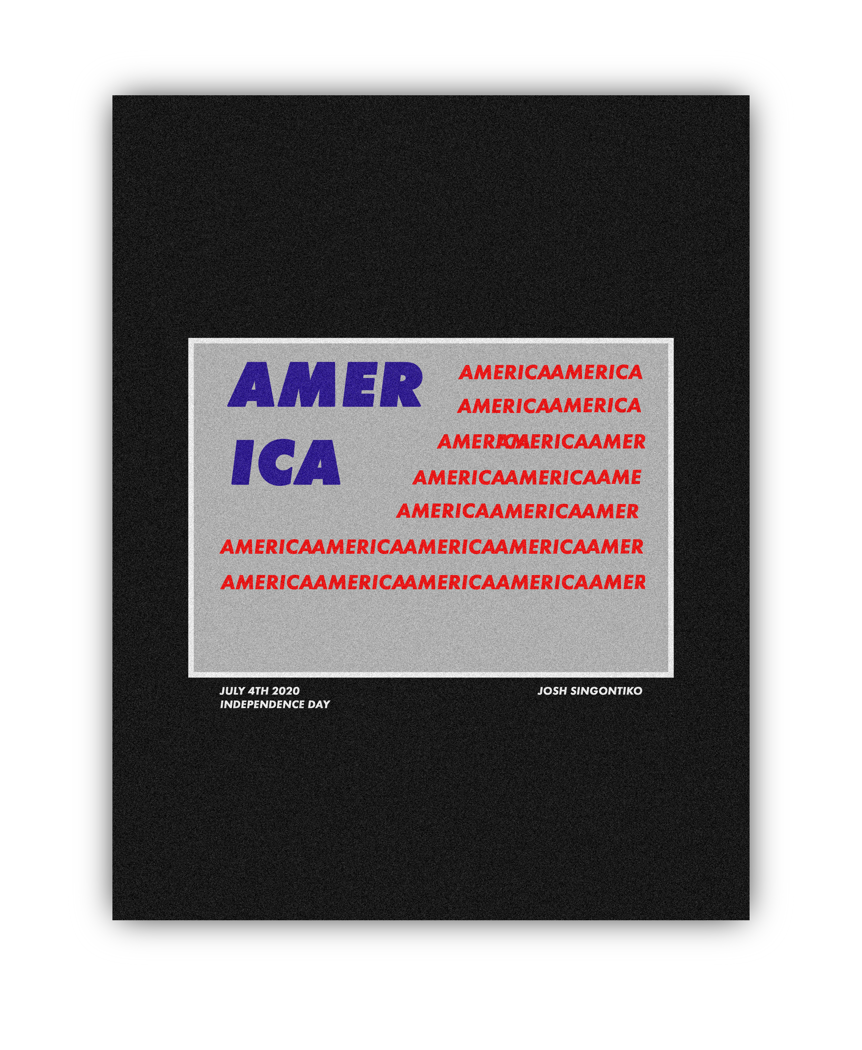 AMER
ICA
AMERICAAMERICA
AMERICAAMERICA
AMERICAAMERICAAMER
AMERICAAMERICAAME
AMERICAAMERICAAMER
AMERICAAMERICAAMERICAAMERICAAMER
AMERICAAMERICAAMERICAAMERICAAMER
JULY 4TH 2020
INDEPENDENCE DAY
JOSH SINGONTIKO